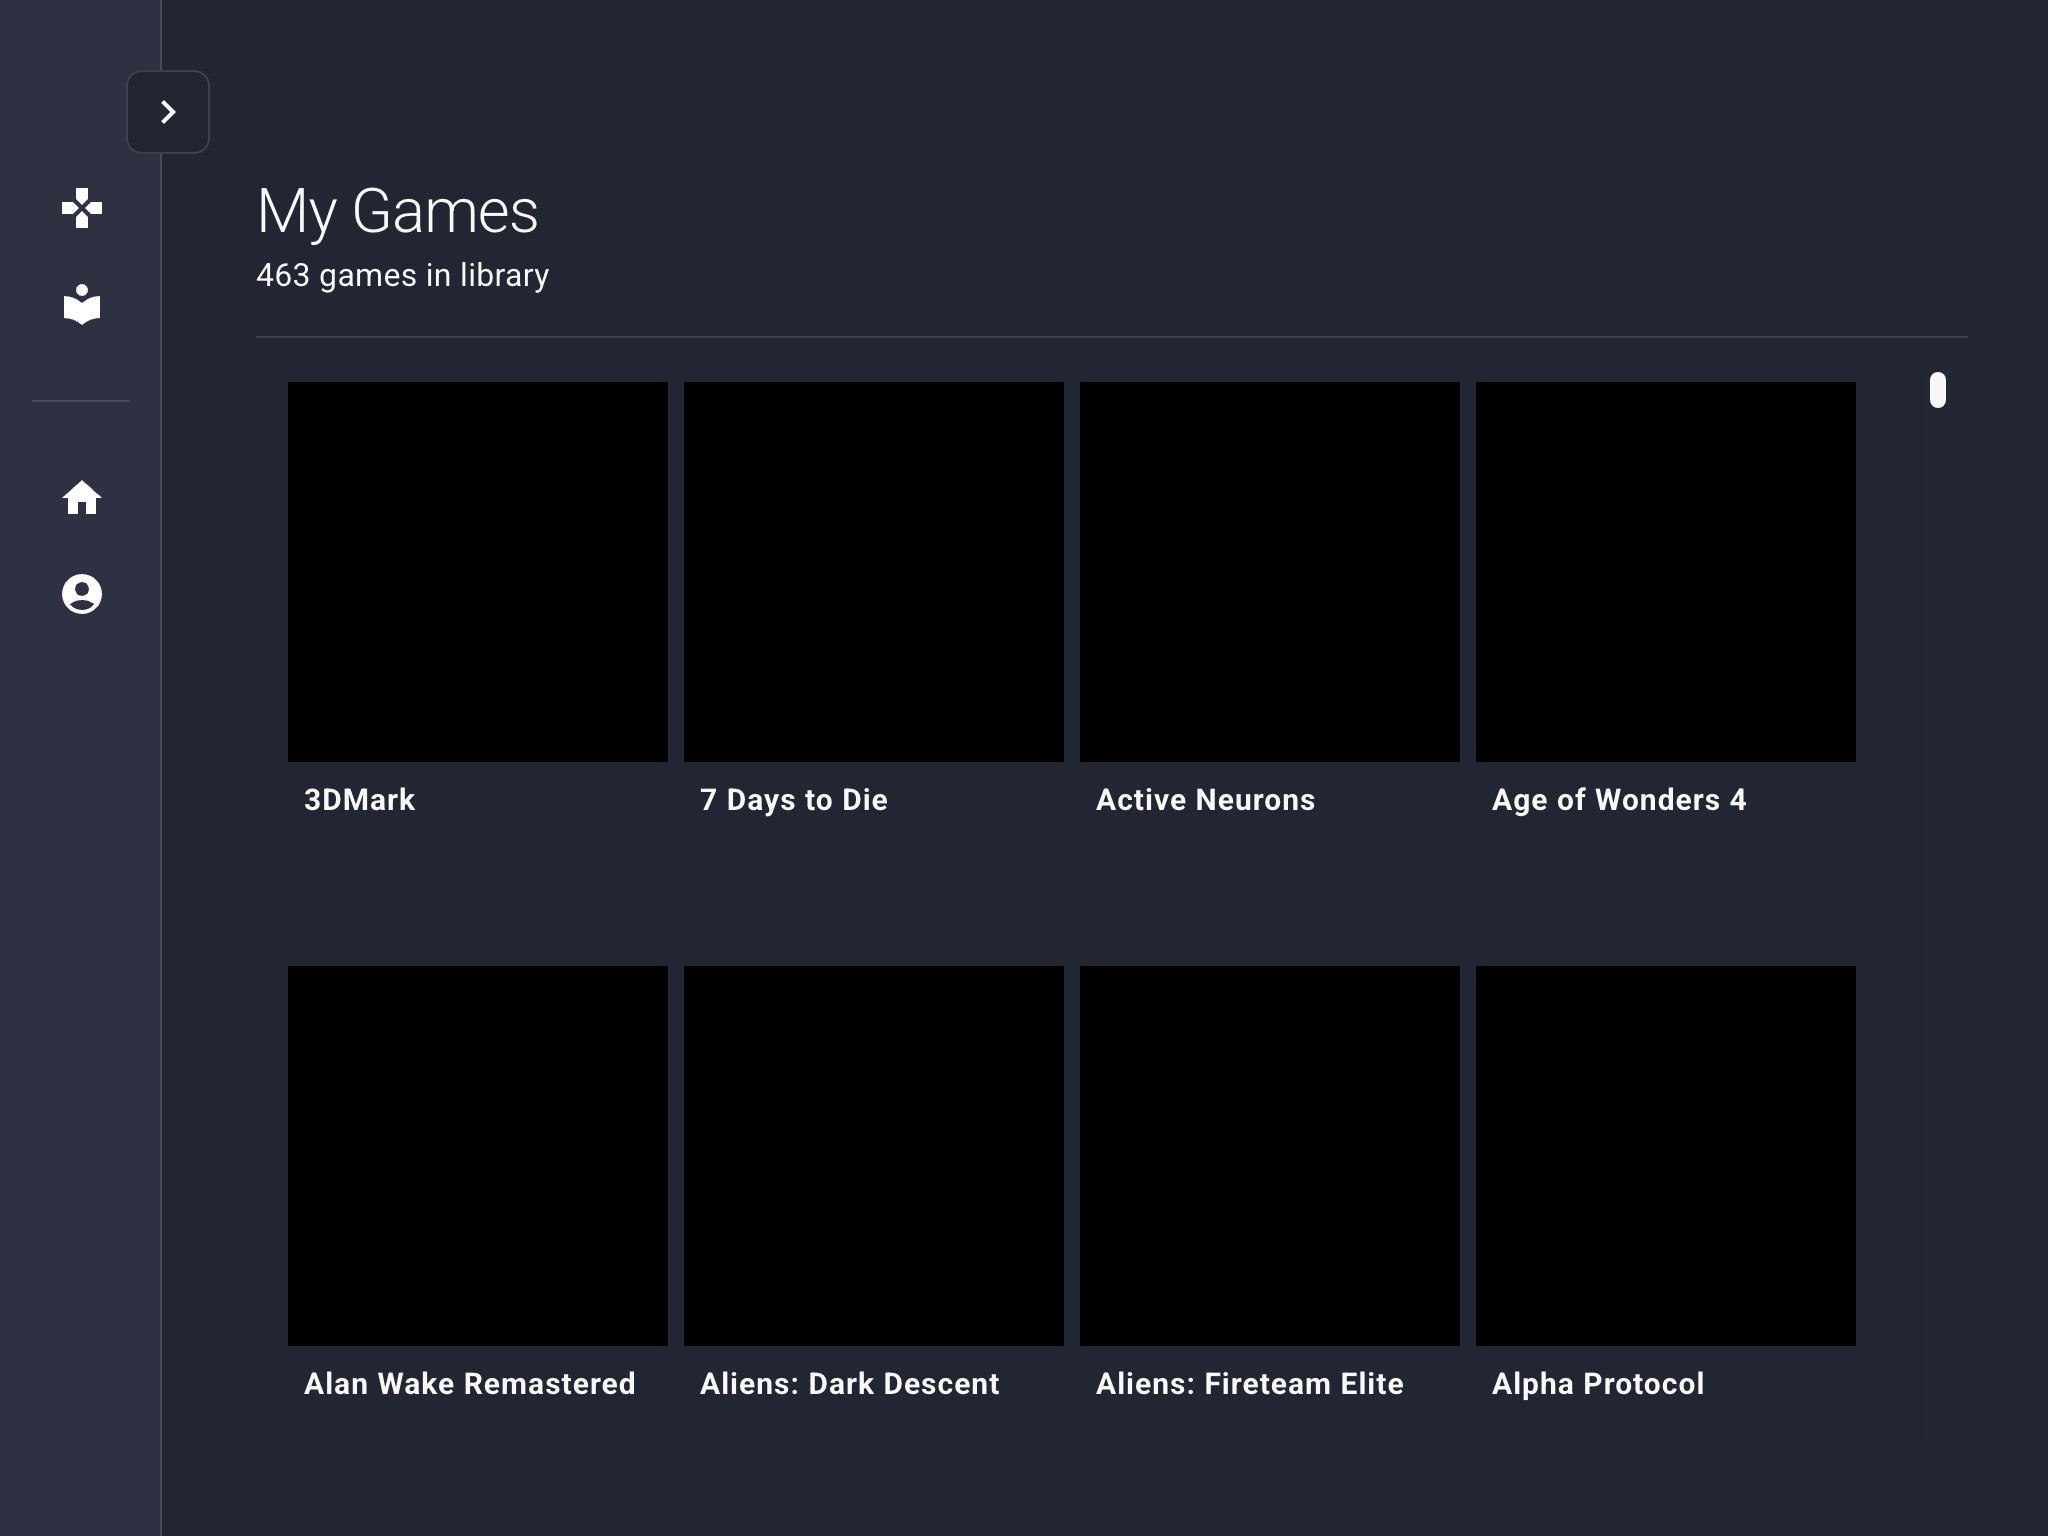 My Games
463 games in library
3DMark
7 Days to Die
Active Neurons
Age of Wonders 4
Alan Wake Remastered
Aliens: Dark Descent
Aliens: Fireteam Elite
Alpha Protocol